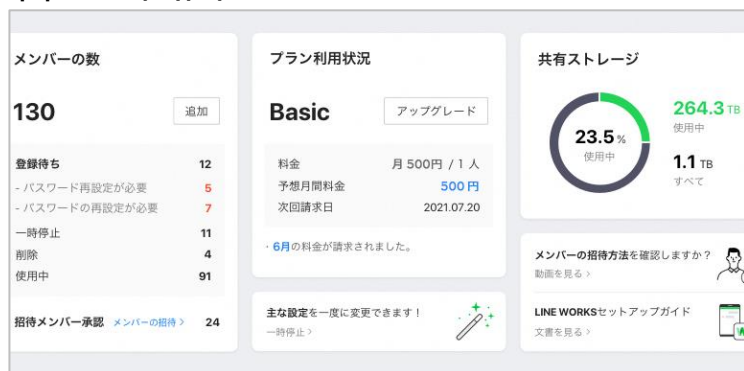 メンバーの数
130
追加
登録待ち 12
- パスワード再設定が必要 5
- パスワードの再設定が必要 7
一時停止 11
削除 4
使用中 91
招待メンバー承認 メンバーの招待 > 24
プラン利用状況
Basic
アップグレード
料金 月 500円 / 1 人
予想月間料金 500 円
次回請求日 2021.07.20
· 6月の料金が請求されました。
主な設定を一度に変更できます！
一時停止 >
共有ストレージ
23.5 %
使用中
264.3 TB
使用中
1.1 TB
すべて
メンバーの招待方法を確認しますか？
動画を見る >
LINE WORKSセットアップガイド
文書を見る >